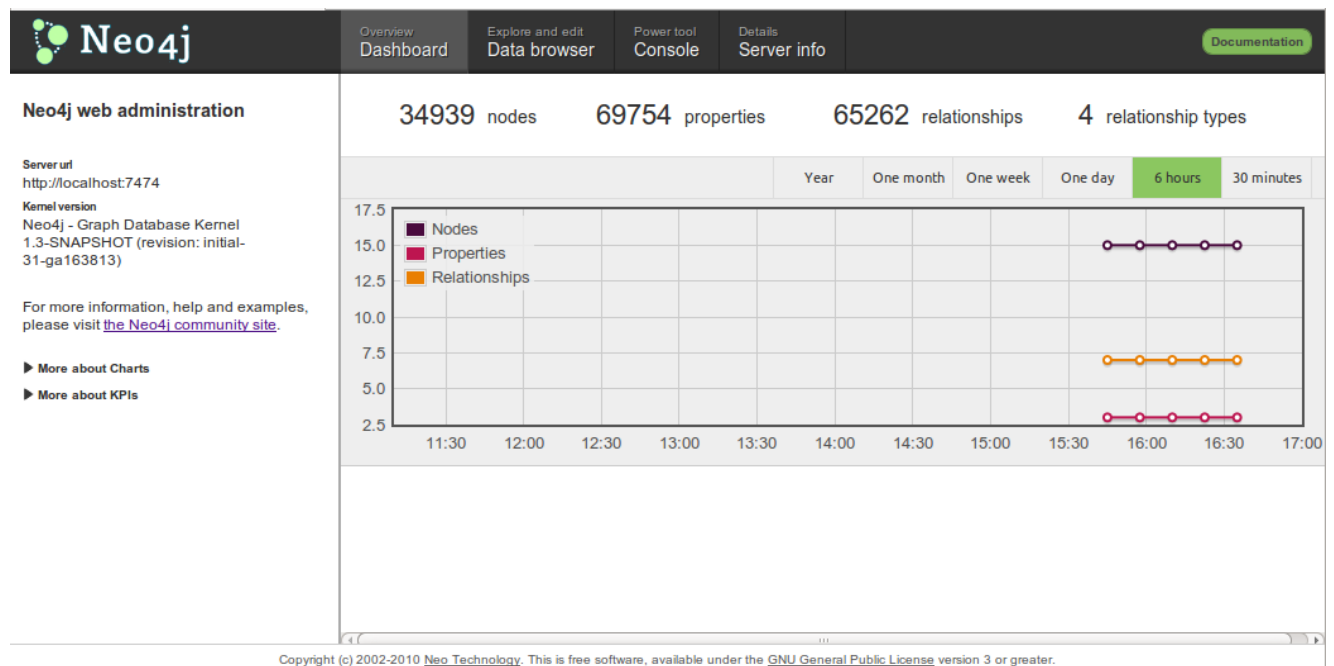 Neo4j
Overview
Dashboard
Explore and edit
Data browser
Power tool
Console
Details
Server info
Documentation
Neo4j web administration
Server url
http://localhost:7474
Kernel version
Neo4j - Graph Database Kernel
1.3-SNAPSHOT (revision: initial-
31-ga163813)
For more information, help and examples,
please visit the Neo4j community site.
More about Charts
More about KPIs
34939 nodes 69754 properties 65262 relationships 4 relationship types
Year One month One week One day 6 hours 30 minutes
17.5
15.0
12.5
10.0
7.5
5.0
2.5
Nodes
Properties
Relationships
11:30 12:00 12:30 13:00 13:30 14:00 14:30 15:00 15:30 16:00 16:30 17:00
Copyright (c) 2002-2010 Neo Technology. This is free software, available under the GNU General Public License version 3 or greater.